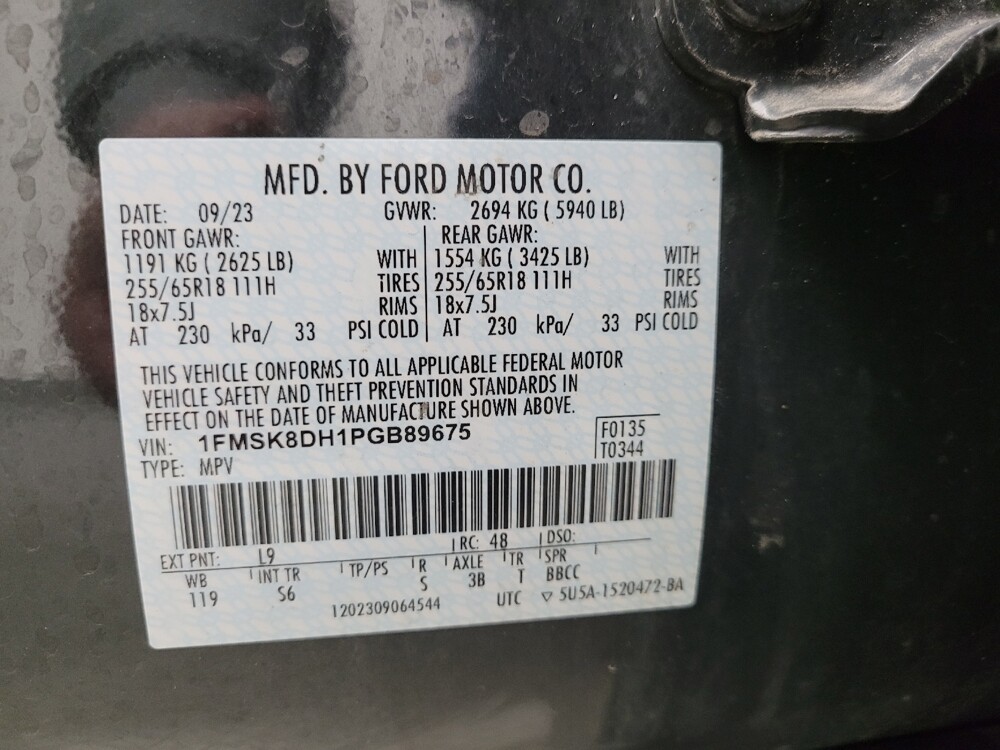 MFD. BY FORD MOTOR CO.
DATE: 09/23 GVWR: 2694 KG ( 5940 LB)
FRONT GAWR: REAR GAWR:
1191 KG ( 2625 LB) WITH 1554 KG ( 3425 LB) WITH
255/65R18 111H TIRES 255/65R18 111H TIRES
18x7.5J RIMS 18x7.5J RIMS
AT 230 kPa/ 33 PSI COLD AT 230 kPa/ 33 PSI COLD
THIS VEHICLE CONFORMS TO ALL APPLICABLE FEDERAL MOTOR
VEHICLE SAFETY AND THEFT PREVENTION STANDARDS IN
EFFECT ON THE DATE OF MANUFACTURE SHOWN ABOVE.
VIN: 1FMSK8DH1PGB89675 F0135
TYPE: MPV T0344
EXT PNT: L9 RC: 48 DSO:
WB INT TR TP/PS R AXLE TR SPR
119 S6 S 3B T BBCC
1202309064544 UTC ▽ 5U5A-1520472-BA